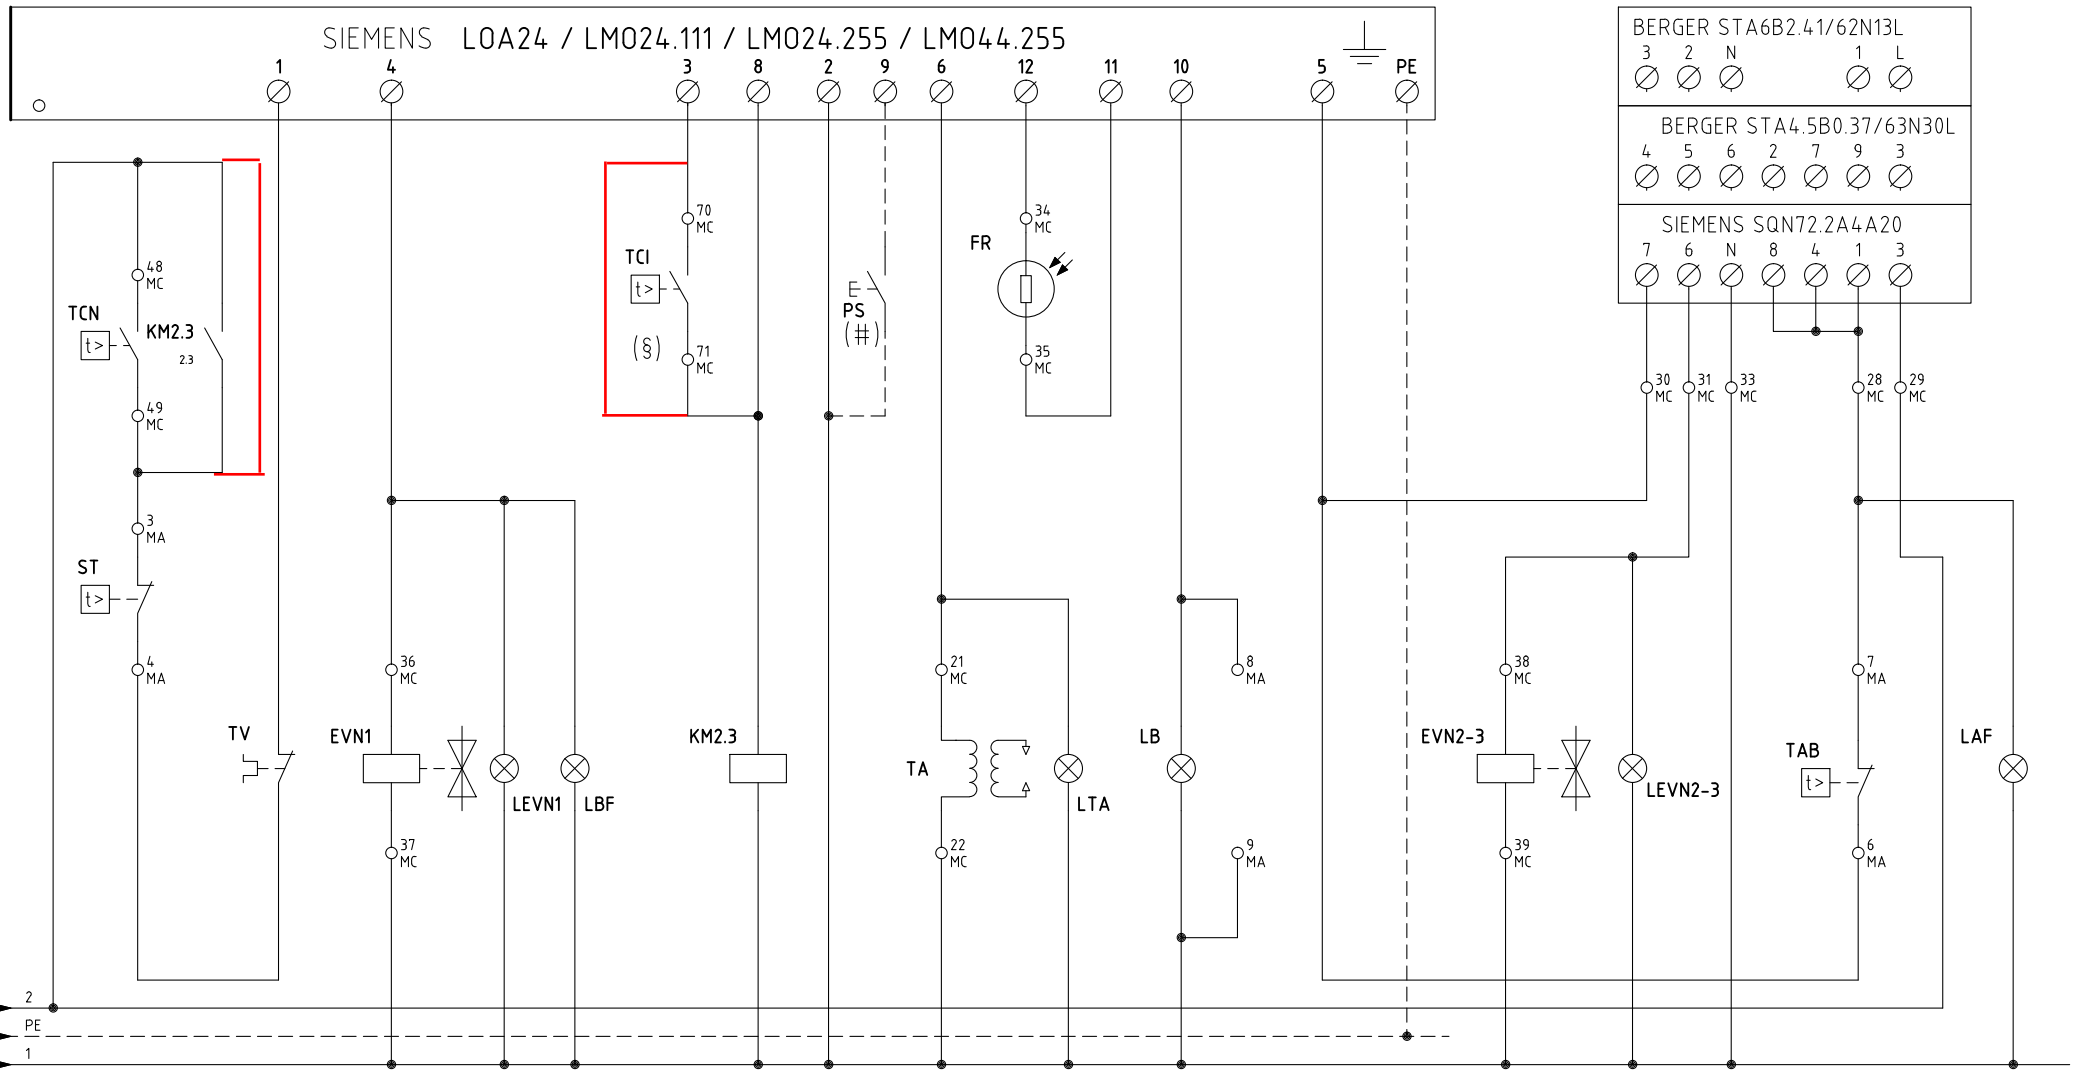 SIEMENS LOA24 / LMO24.111 / LMO24.255 / LMO44.255
1 4 3 8 2 9 6 12 11 10 5 PE
BERGER STA6B2.41/62N13L
3 2 N 1 L
BERGER STA4.5B0.37/63N30L
4 5 6 2 7 9 3
SIEMENS SQN72.2A4A20
7 6 N 8 4 1 3
70
MC
34
MC
FR
TCI
t>
(§)
71
MC
E
PS
(#)
35
MC
48
MC
TCN
t>
KM2.3
2.3
49
MC
30
MC
31
MC
33
MC
28
MC
29
MC
3
MA
ST
t>
4
MA
36
MC
21
MC
8
MA
38
MC
7
MA
TV
EVN1
LEVN1
LBF
KM2.3
TA
LTA
LB
EVN2-3
LEVN2-3
TAB
t>
LAF
37
MC
22
MC
9
MA
39
MC
6
MA
2
PE
1